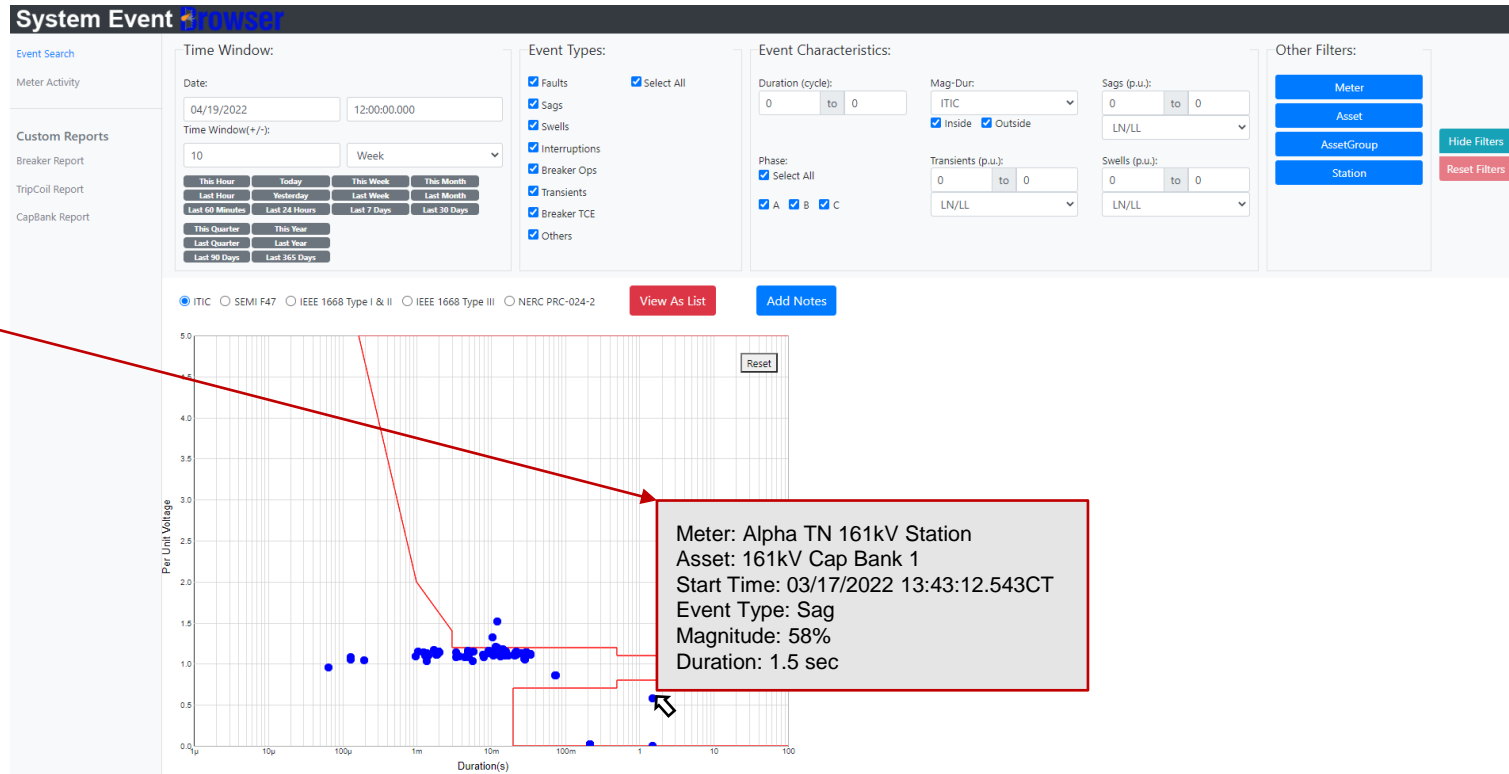 System Event Browser
Event Search
Meter Activity
Custom Reports
Breaker Report
TripCoil Report
CapBank Report
Time Window:
Date:
04/19/2022
12:00:00.000
Time Window(+/-):
10
Week
This Hour
Today
This Week
This Month
Last Hour
Yesterday
Last Week
Last Month
Last 60 Minutes
Last 24 Hours
Last 7 Days
Last 30 Days
This Quarter
This Year
Last Quarter
Last Year
Last 90 Days
Last 365 Days
Event Types:
Faults
Select All
Sags
Swells
Interruptions
Breaker Ops
Transients
Breaker TCE
Others
Event Characteristics:
Duration (cycle):
0 to 0
Mag-Dur:
ITIC
Inside
Outside
Sags (p.u.):
0 to 0
LN/LL
Phase:
Select All
A
B
C
Transients (p.u.):
0 to 0
LN/LL
Swells (p.u.):
0 to 0
LN/LL
Other Filters:
Meter
Asset
AssetGroup
Station
Hide Filters
Reset Filters
ITIC
SEMI F47
IEEE 1668 Type I & II
IEEE 1668 Type III
NERC PRC-024-2
View As List
Add Notes
Reset
Per Unit Voltage
5.0
4.5
4.0
3.5
3.0
2.5
2.0
1.5
1.0
0.5
0.0
1µ
10µ
100µ
1m
10m
100m
1
10
100
Duration(s)
Meter: Alpha TN 161kV Station
Asset: 161kV Cap Bank 1
Start Time: 03/17/2022 13:43:12.543CT
Event Type: Sag
Magnitude: 58%
Duration: 1.5 sec